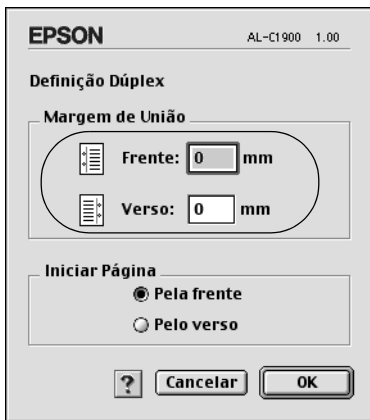 EPSON AL-C1900 1.00
Definição Dúplex
Margem de União
Frente: 0 mm
Verso: 0 mm
Iniciar Página
Pela frente
Pelo verso
? Cancelar OK